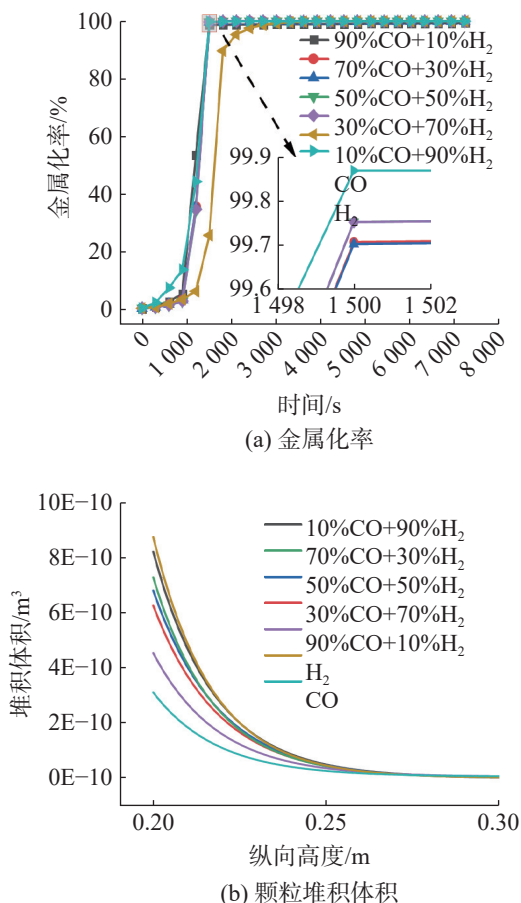 100
80
60
40
20
0
金属化率/%
90%CO+10%H₂
70%CO+30%H₂
50%CO+50%H₂
30%CO+70%H₂
10%CO+90%H₂
CO
H₂
99.9
99.8
99.7
99.6
1 498
1 500
1 502
0
1 000
2 000
3 000
4 000
5 000
6 000
7 000
8 000
时间/s
(a) 金属化率
10E-10
8E-10
6E-10
4E-10
2E-10
0E-10
堆积体积/m³
10%CO+90%H₂
70%CO+30%H₂
50%CO+50%H₂
30%CO+70%H₂
90%CO+10%H₂
H₂
CO
0.20
0.25
0.30
纵向高度/m
(b) 颗粒堆积体积